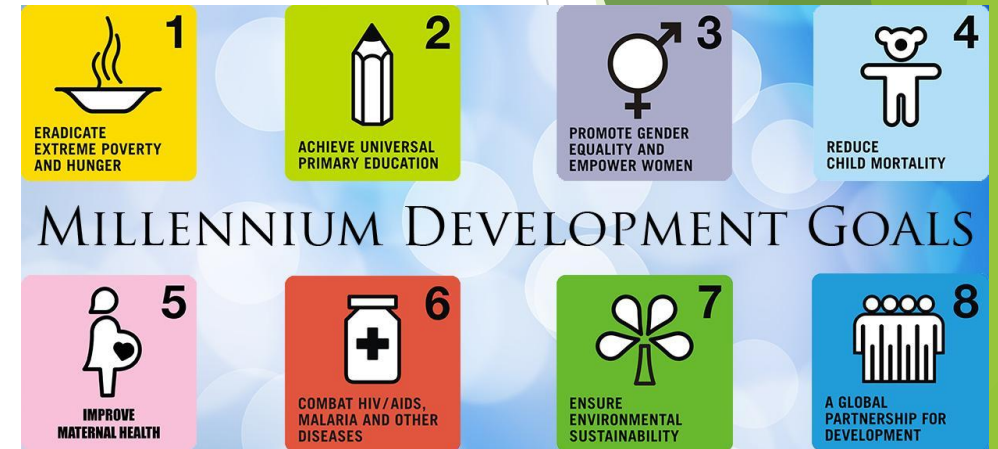 1
ERADICATE
EXTREME POVERTY
AND HUNGER
2
ACHIEVE UNIVERSAL
PRIMARY EDUCATION
3
PROMOTE GENDER
EQUALITY AND
EMPOWER WOMEN
4
REDUCE
CHILD MORTALITY
MILLENNIUM DEVELOPMENT GOALS
5
IMPROVE
MATERNAL HEALTH
6
COMBAT HIV/AIDS,
MALARIA AND OTHER
DISEASES
7
ENSURE
ENVIRONMENTAL
SUSTAINABILITY
8
A GLOBAL
PARTNERSHIP FOR
DEVELOPMENT